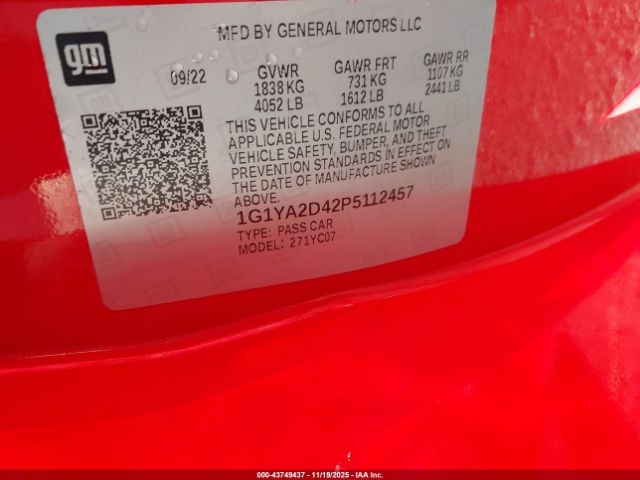 MFD BY GENERAL MOTORS LLC
gm
09/22 GVWR GAWR FRT GAWR RR
1838 KG 731 KG 1107 KG
4052 LB 1612 LB 2441 LB
THIS VEHICLE CONFORMS TO ALL
APPLICABLE U.S. FEDERAL MOTOR
VEHICLE SAFETY, BUMPER, AND THEFT
PREVENTION STANDARDS IN EFFECT ON
THE DATE OF MANUFACTURE SHOWN
ABOVE.
1G1YA2D42P5112457
TYPE: PASS CAR
MODEL: 271YC07
000-43749437 - 11/19/2025 - IAAI.COM